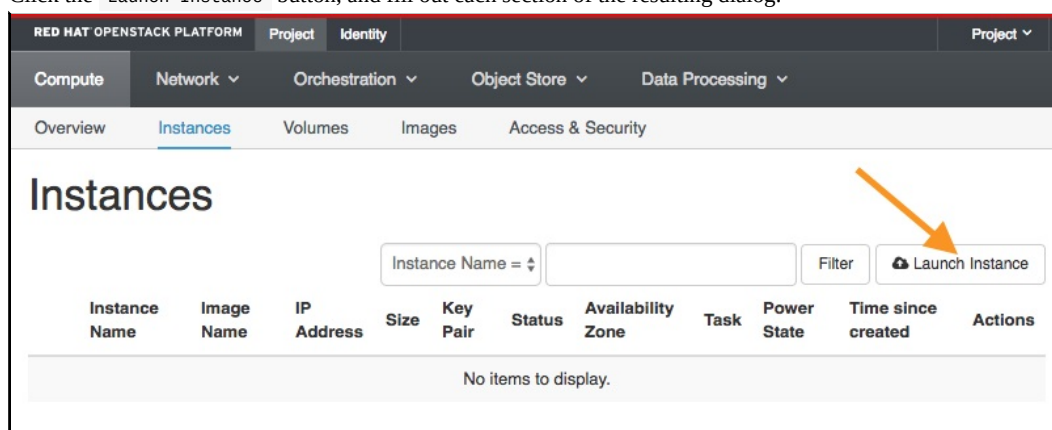 Click the Launch Instance button, and fill out each section of the resulting dialog.
RED HAT OPENSTACK PLATFORM Project Identity Project
Compute Network Orchestration Object Store Data Processing
Overview Instances Volumes Images Access & Security
Instances
Instance Name = Filter Launch Instance
Instance Name Image Name IP Address Size Key Pair Status Availability Zone Task Power State Time since created Actions
No items to display.